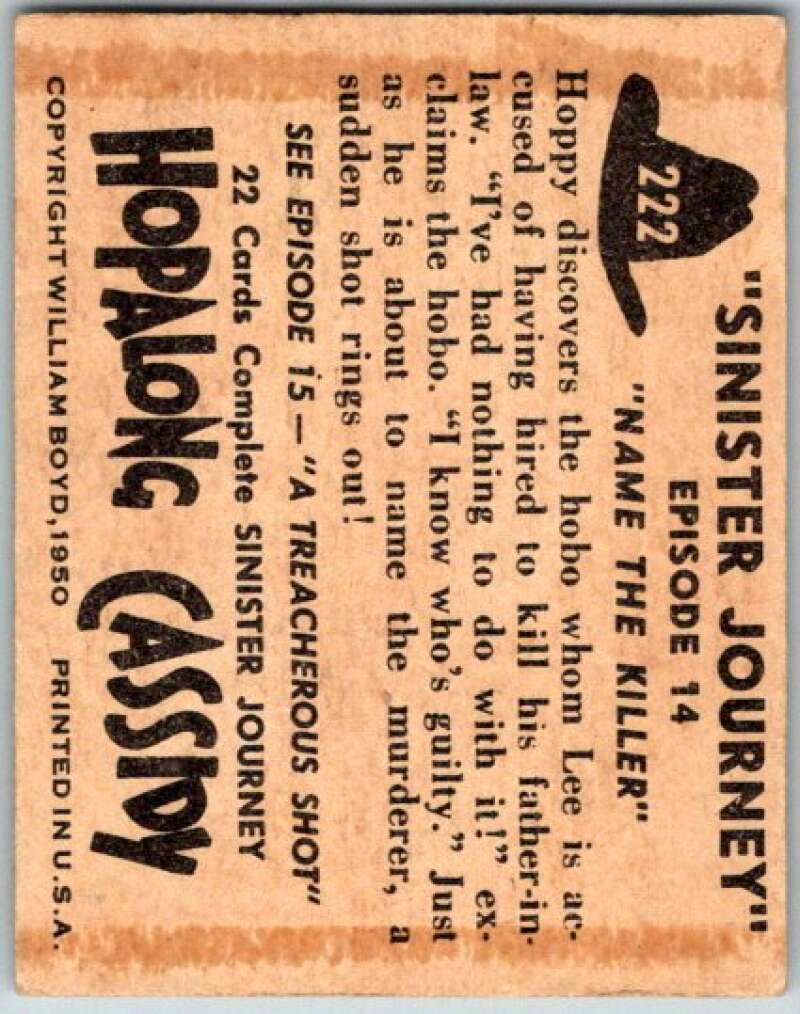 "SINISTER JOURNEY"
EPISODE 14
222
"NAME THE KILLER"
Hoppy discovers the hobo whom Lee is ac-
cused of having hired to kill his father-in-
law. "I've had nothing to do with it!" ex-
claims the hobo. "I know who's guilty." Just
as he is about to name the murderer, a
sudden shot rings out!
SEE EPISODE 15—"A TREACHEROUS SHOT"
22 Cards Complete SINISTER JOURNEY
HOPALONG CASSIDY
COPYRIGHT WILLIAM BOYD, 1950 PRINTED IN U.S.A.